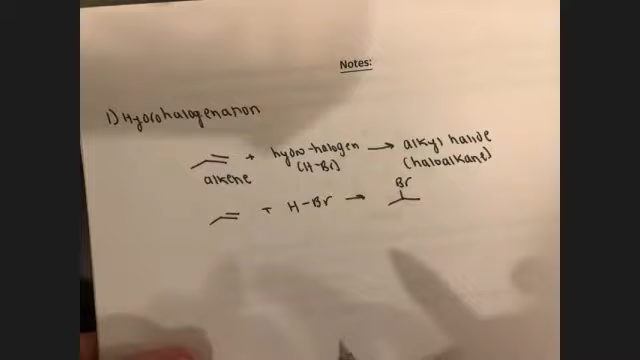 Notes:
1) Hydrohalogenation
+ hydro-halogen → alkyl halide
alkene (H-Br) (haloalkane)
Br
+ H-Br →